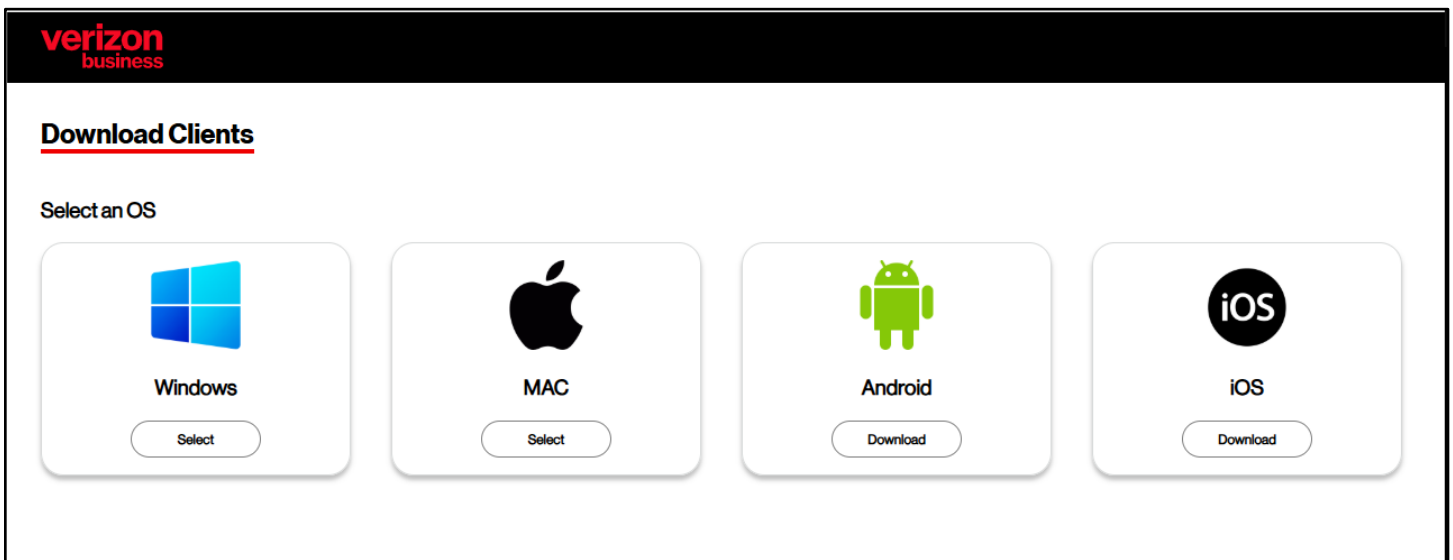 verizon
business
Download Clients
Select an OS
iOS
Windows
MAC
Android
iOS
Select
Select
Download
Download